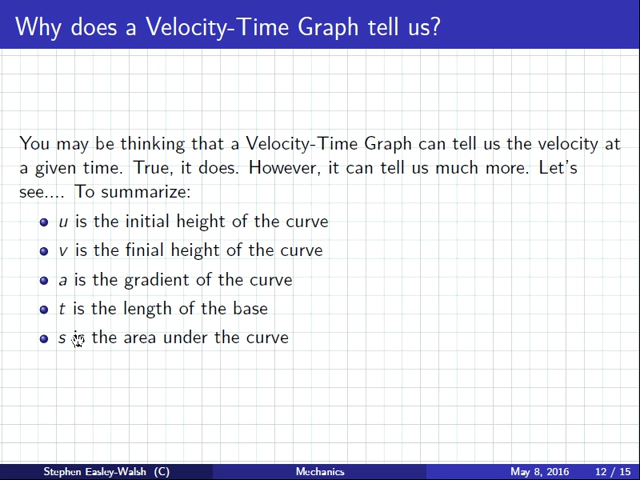 Why does a Velocity-Time Graph tell us?
You may be thinking that a Velocity-Time Graph can tell us the velocity at
a given time. True, it does. However, it can tell us much more. Let's
see.... To summarize:
u is the initial height of the curve
v is the finial height of the curve
a is the gradient of the curve
t is the length of the base
s is the area under the curve
Stephen Easley-Walsh (C) Mechanics May 8, 2016 12 / 15